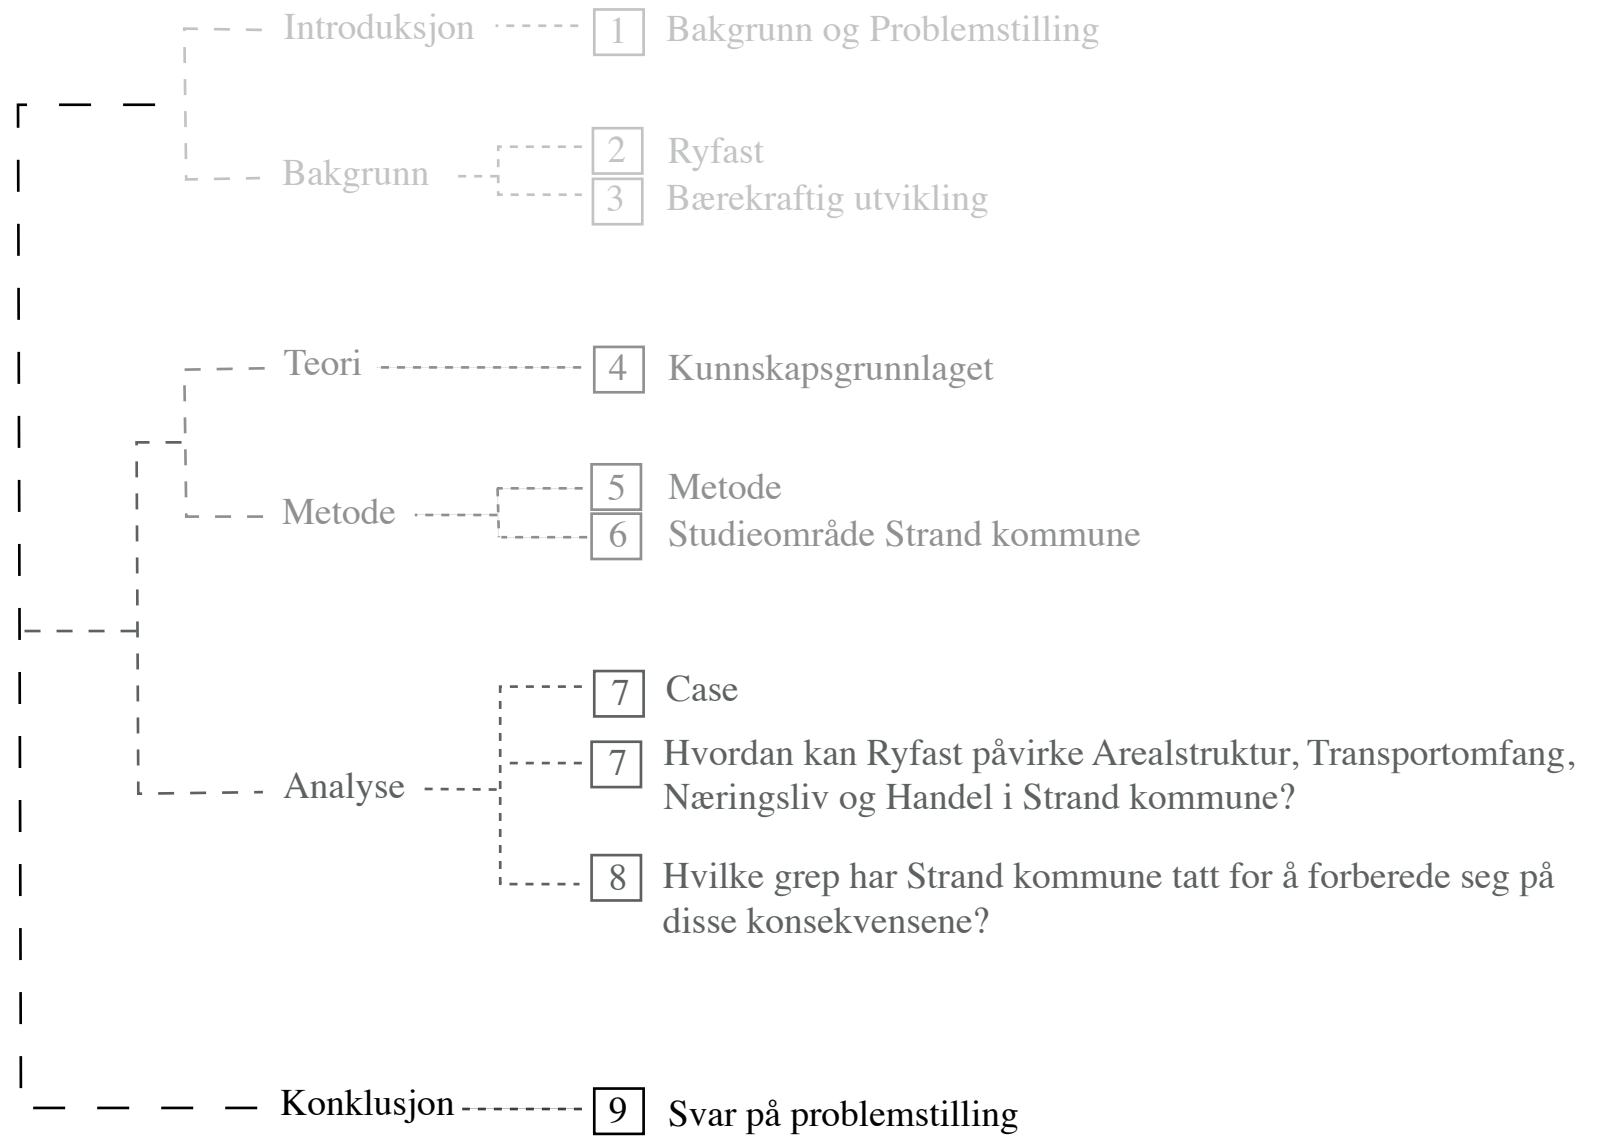 Introduksjon 1 Bakgrunn og Problemstilling
2 Ryfast
Bakgrunn
3 Bærekraftig utvikling
Teori 4 Kunnskapsgrunnlaget
5 Metode
Metode
6 Studieområde Strand kommune
7 Case
7 Hvordan kan Ryfast påvirke Arealstruktur, Transportomfang,
Næringsliv og Handel i Strand kommune?
Analyse
8 Hvilke grep har Strand kommune tatt for å forberede seg på
disse konsekvensene?
Konklusjon 9 Svar på problemstilling